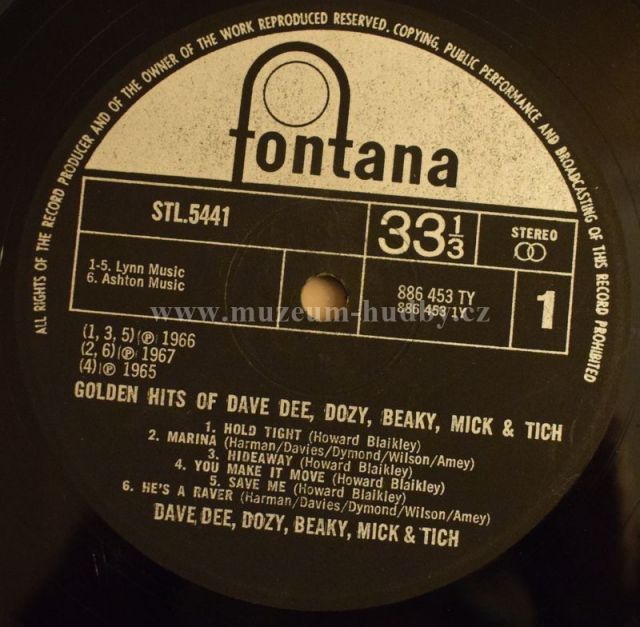 ALL RIGHTS OF THE RECORD PRODUCER AND OF THE OWNER OF THE WORK REPRODUCED RESERVED. COPYING, PUBLIC PERFORMANCE AND BROADCASTING OF THIS RECORD PROHIBITED
fontana
STL.5441
33 1/3
STEREO
1-5. Lynn Music
6. Ashton Music
886 453 TY
886 453 1Y
1
www.muzeum-hudby.cz
(1, 3, 5) ℗ 1966
(2, 6) ℗ 1967
(4) ℗ 1965
GOLDEN HITS OF DAVE DEE, DOZY, BEAKY, MICK & TICH
1. HOLD TIGHT (Howard Blaikley)
2. MARINA (Harman/Davies/Dymond/Wilson/Amey)
3. HIDEAWAY (Howard Blaikley)
4. YOU MAKE IT MOVE (Howard Blaikley)
5. SAVE ME (Howard Blaikley)
6. HE'S A RAVER (Harman/Davies/Dymond/Wilson/Amey)
DAVE DEE, DOZY, BEAKY, MICK & TICH